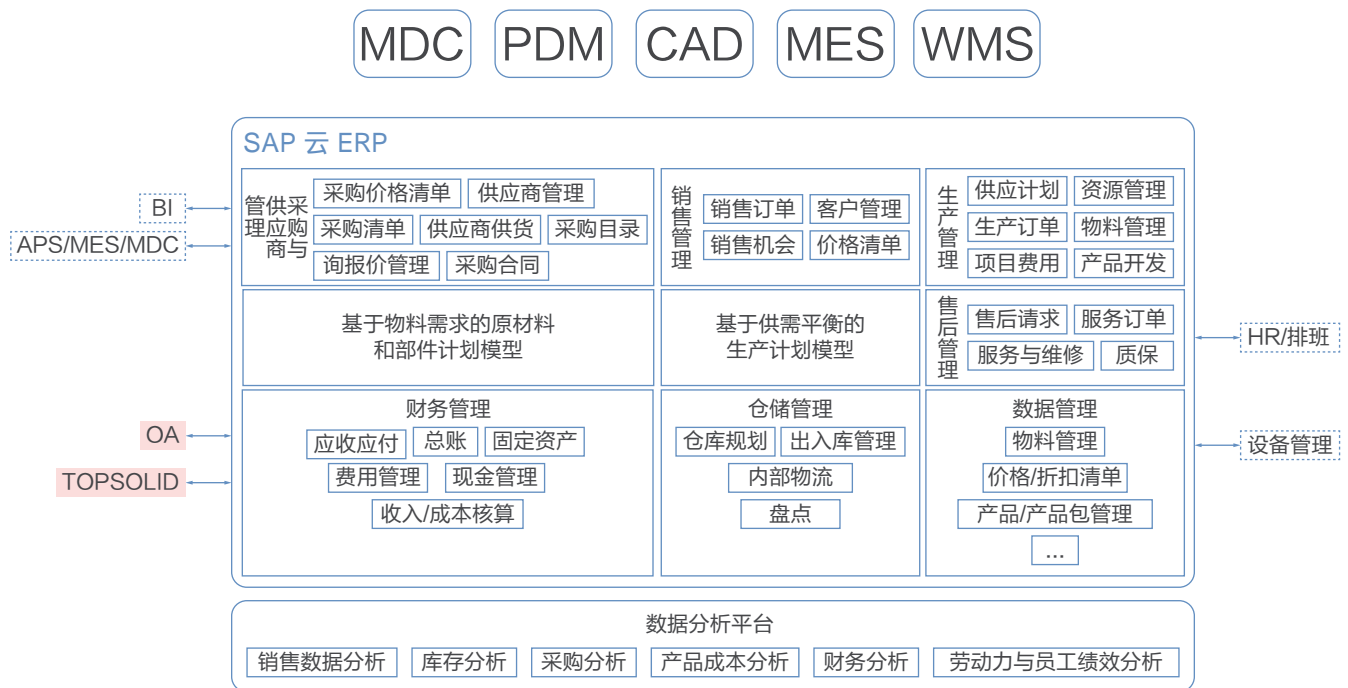 MDC PDM CAD MES WMS
SAP 云 ERP
BI
APS/MES/MDC
OA
TOPSOLID
采购与供应商管理
采购价格清单 供应商管理
采购清单 供应商供货 采购目录
询报价管理 采购合同
销售管理
销售订单 客户管理
销售机会 价格清单
生产管理
供应计划 资源管理
生产订单 物料管理
项目费用 产品开发
基于物料需求的原材料
和部件计划模型
基于供需平衡的
生产计划模型
售后管理
售后请求 服务订单
服务与维修 质保
财务管理
应收应付 总账 固定资产
费用管理 现金管理
收入/成本核算
仓储管理
仓库规划 出入库管理
内部物流
盘点
数据管理
物料管理
价格/折扣清单
产品/产品包管理
...
HR/排班
设备管理
数据分析平台
销售数据分析 库存分析 采购分析 产品成本分析 财务分析 劳动力与员工绩效分析